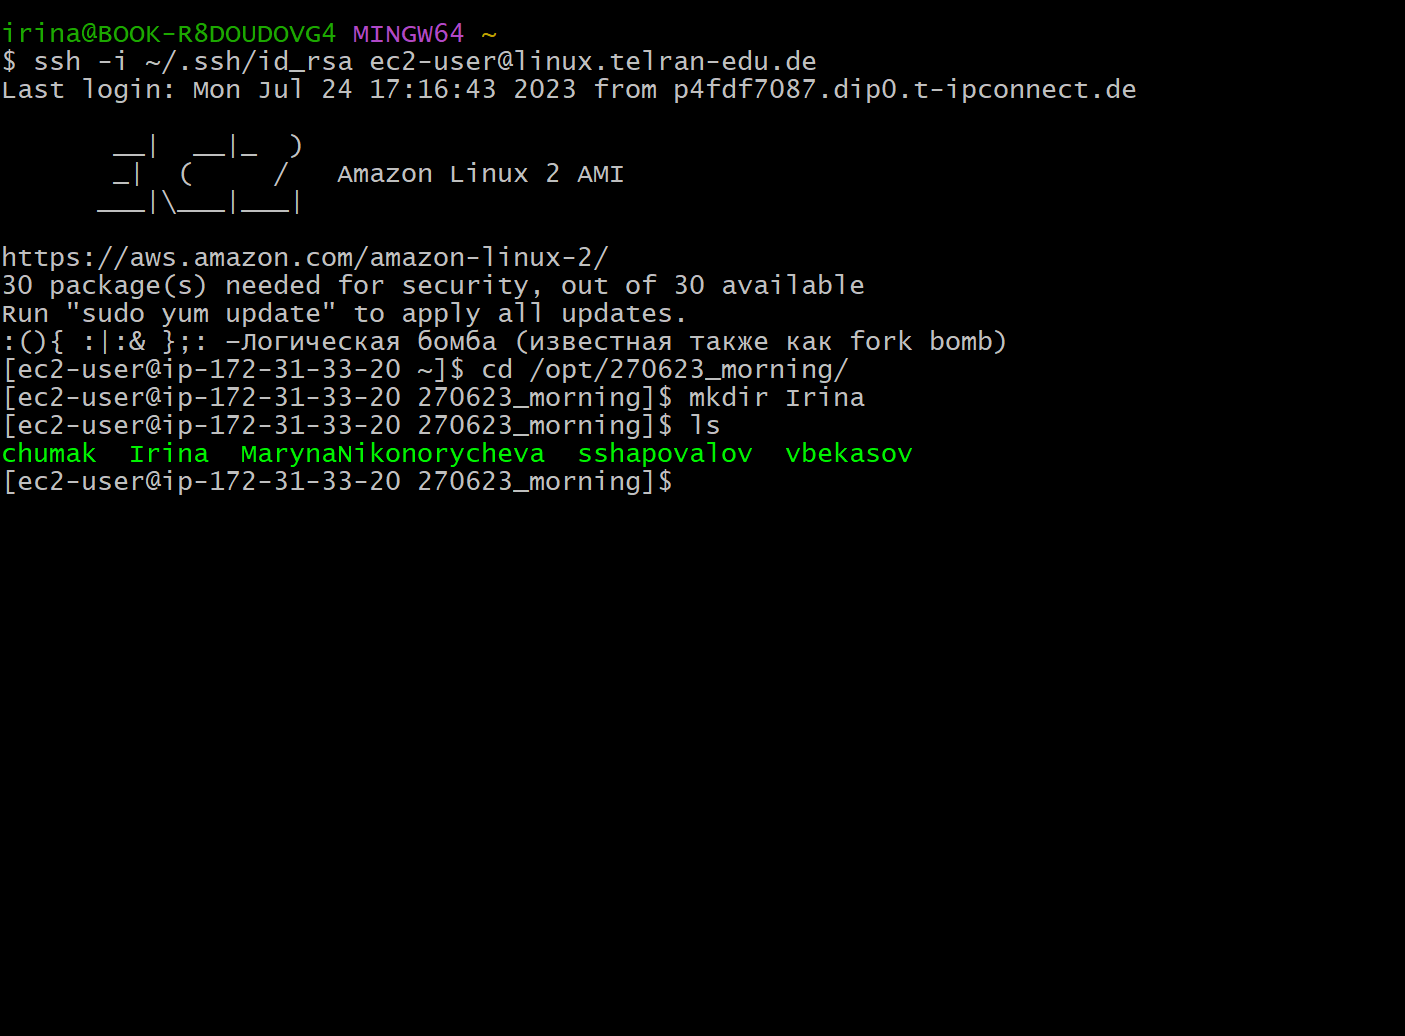 irina@BOOK-R8DOUDOVG4 MINGW64 ~
$ ssh -i ~/.ssh/id_rsa ec2-user@linux.telran-edu.de
Last login: Mon Jul 24 17:16:43 2023 from p4fdf7087.dip0.t-ipconnect.de
       __|  __|_  )
       _|  (     /   Amazon Linux 2 AMI
      ___|\___|___|
https://aws.amazon.com/amazon-linux-2/
30 package(s) needed for security, out of 30 available
Run "sudo yum update" to apply all updates.
:(){ :|:& };: -Логическая бомба (известная также как fork bomb)
[ec2-user@ip-172-31-33-20 ~]$ cd /opt/270623_morning/
[ec2-user@ip-172-31-33-20 270623_morning]$ mkdir Irina
[ec2-user@ip-172-31-33-20 270623_morning]$ ls
chumak  Irina  MarynaNikonorycheva  sshapovalov  vbekasov
[ec2-user@ip-172-31-33-20 270623_morning]$